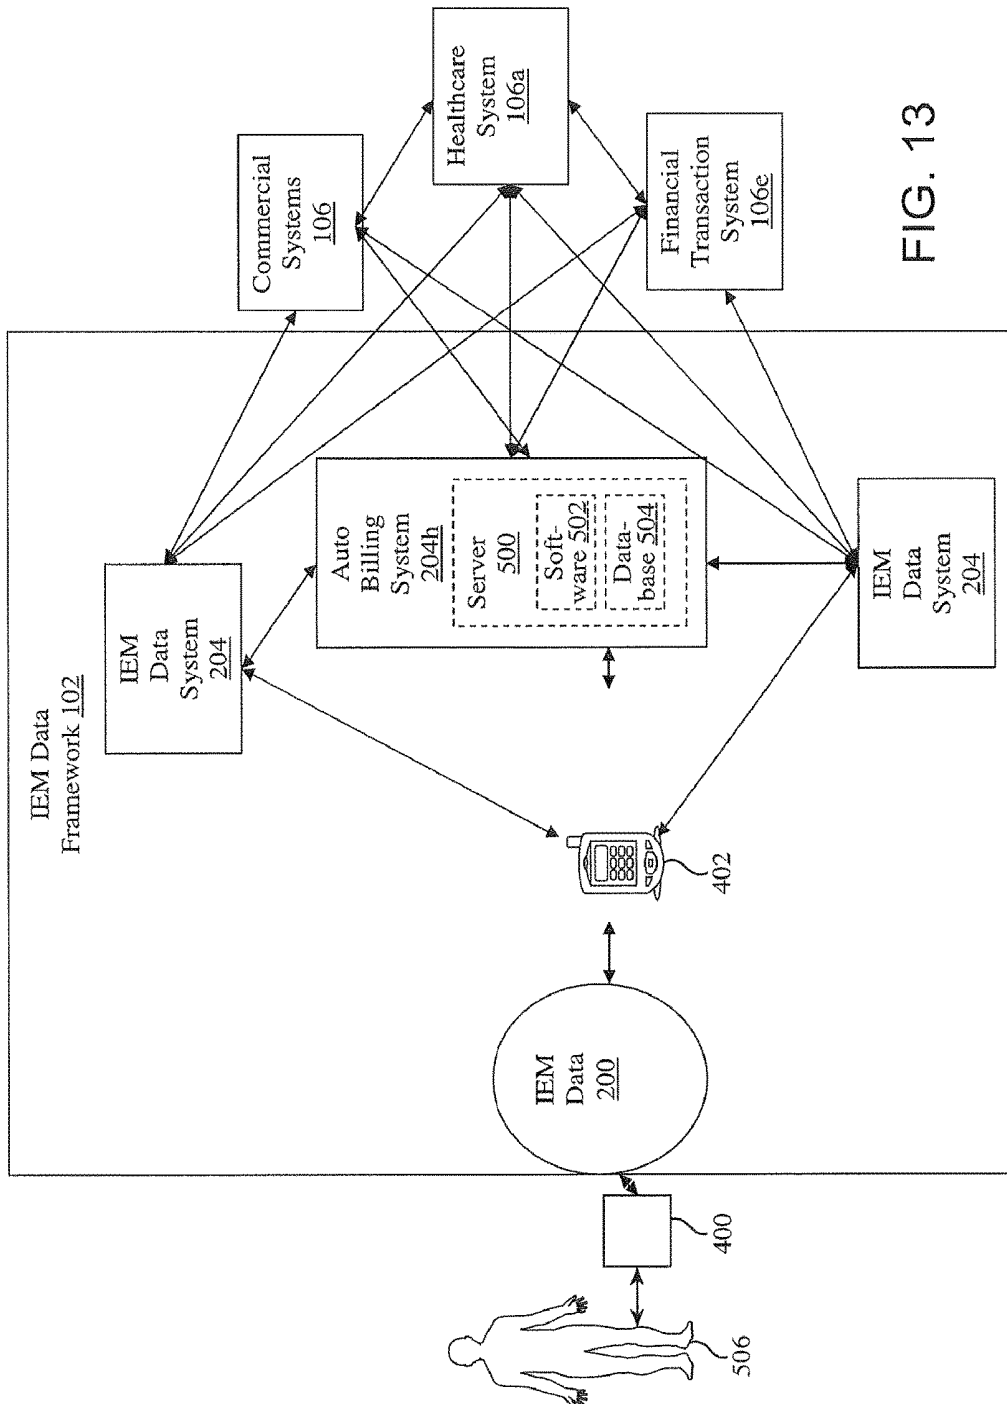 IEM Data
Framework 102
IEM
Data
System
204
Commercial
Systems
106
Auto
Billing
System
204h
Server
500
Soft-
ware 502
Data-
base 504
Healthcare
System
106a
IEM
Data
200
402
400
506
IEM
Data
System
204
Financial
Transaction
System
106e
FIG. 13